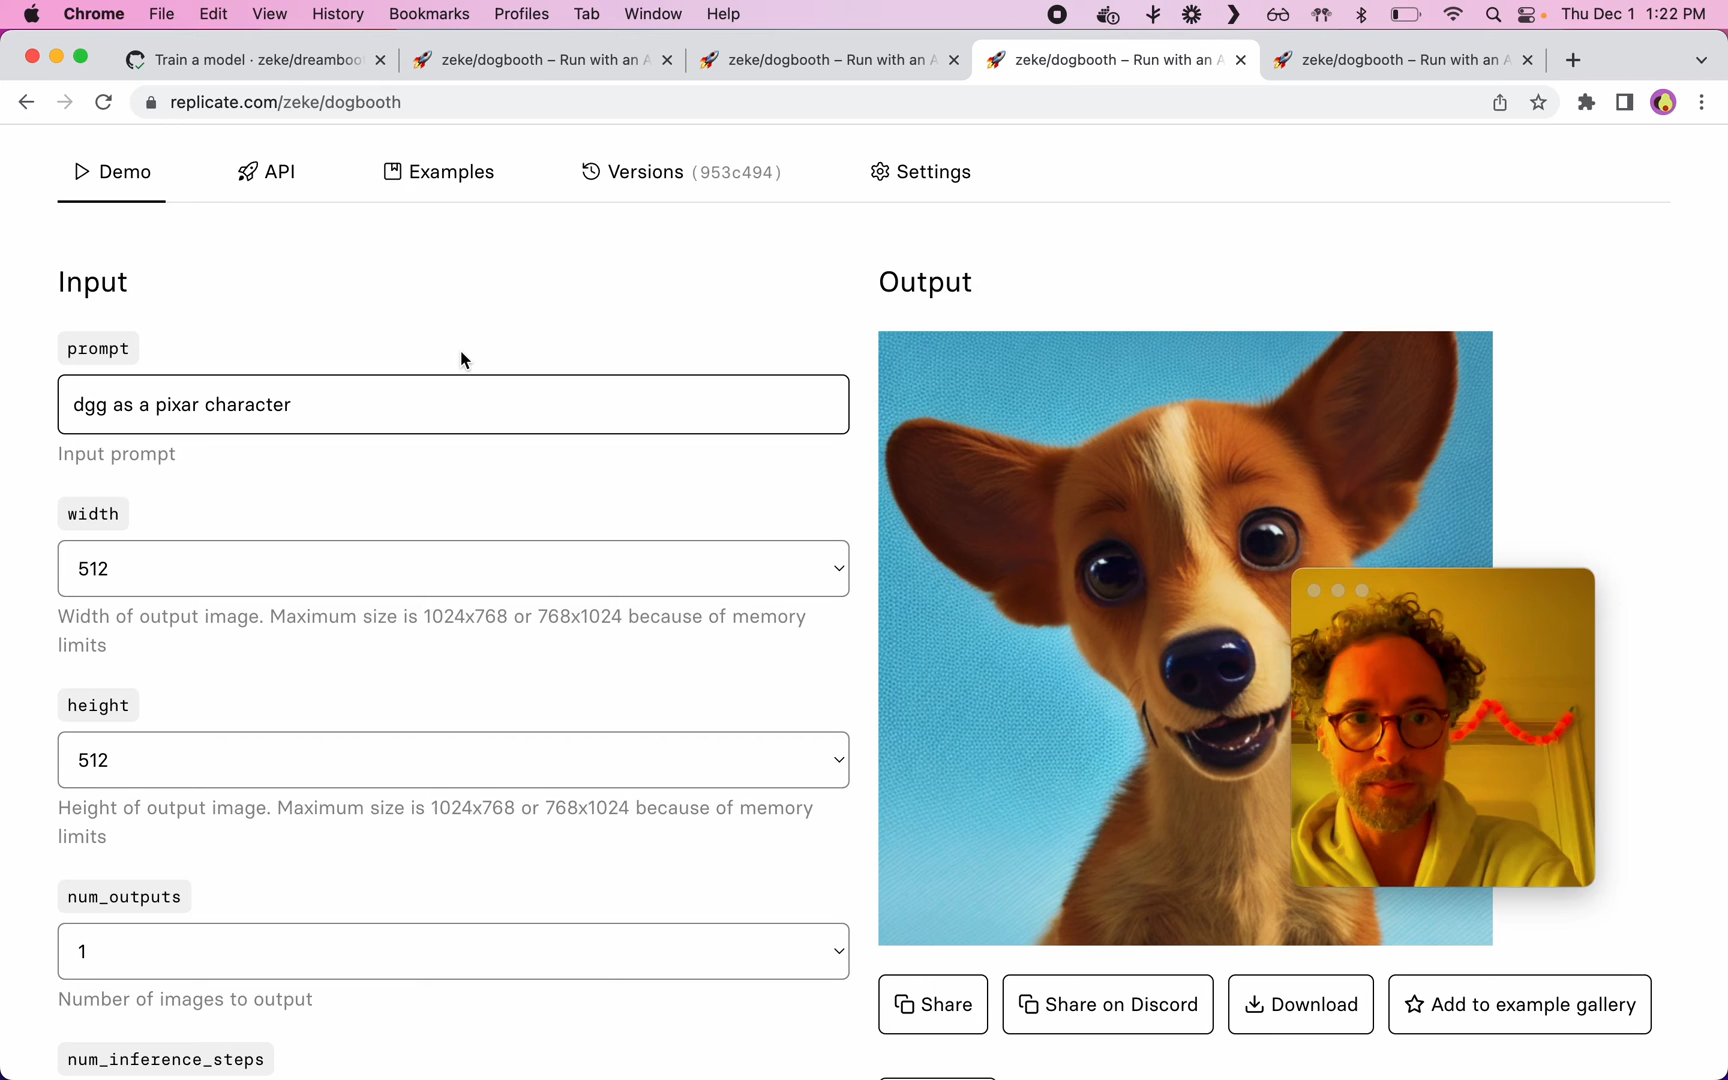 Chrome File Edit View History Bookmarks Profiles Tab Window Help Thu Dec 1 1:22 PM
Train a model · zeke/dreamboo zeke/dogbooth – Run with an A zeke/dogbooth – Run with an A zeke/dogbooth – Run with an A zeke/dogbooth – Run with an A
replicate.com/zeke/dogbooth
Demo API Examples Versions (953c494) Settings
Input
prompt
dgg as a pixar character
Input prompt
width
512
Width of output image. Maximum size is 1024x768 or 768x1024 because of memory
limits
height
512
Height of output image. Maximum size is 1024x768 or 768x1024 because of memory
limits
num_outputs
1
Number of images to output
num_inference_steps
Output
Share Share on Discord Download Add to example gallery